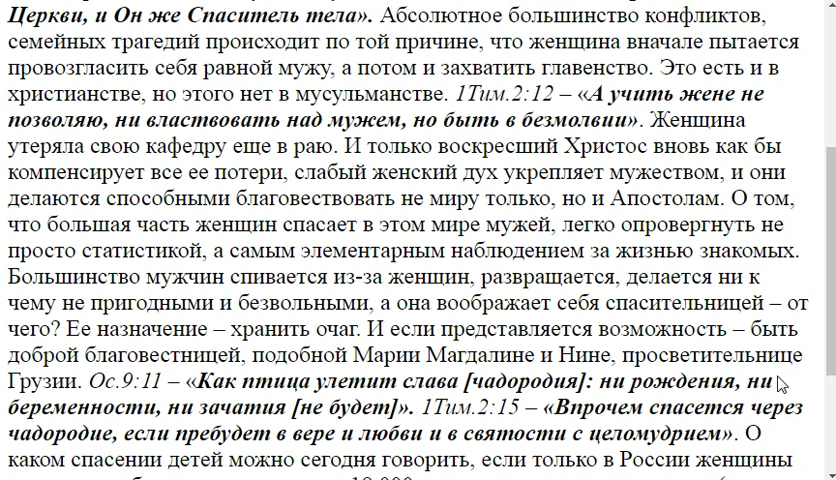 Церкви, и Он же Спаситель тела». Абсолютное большинство конфликтов,
семейных трагедий происходит по той причине, что женщина вначале пытается
провозгласить себя равной мужу, а потом и захватить главенство. Это есть и в
христианстве, но этого нет в мусульманстве. 1Тим.2:12 – «А учить жене не
позволяю, ни властвовать над мужем, но быть в безмолвии». Женщина
утеряла свою кафедру еще в раю. И только воскресший Христос вновь как бы
компенсирует все ее потери, слабый женский дух укрепляет мужеством, и они
делаются способными благовествовать не миру только, но и Апостолам. О том,
что большая часть женщин спасает в этом мире мужей, легко опровергнуть не
просто статистикой, а самым элементарным наблюдением за жизнью знакомых.
Большинство мужчин спивается из-за женщин, развращается, делается ни к
чему не пригодными и безвольными, а она воображает себя спасительницей – от
чего? Ее назначение – хранить очаг. И если представляется возможность – быть
доброй благовестницей, подобной Марии Магдалине и Нине, просветительнице
Грузии. Ос.9:11 – «Как птица улетит слава [чадородия]: ни рождения, ни
беременности, ни зачатия [не будет]». 1Тим.2:15 – «Впрочем спасется через
чадородие, если пребудет в вере и любви и в святости с целомудрием». О
каком спасении детей можно сегодня говорить, если только в России женщины